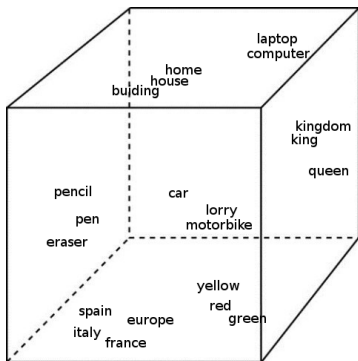 laptop
computer
home
house
buiding
kingdom
king
queen
pencil
pen
eraser
car
lorry
motorbike
yellow
red
green
spain
europe
italy
france